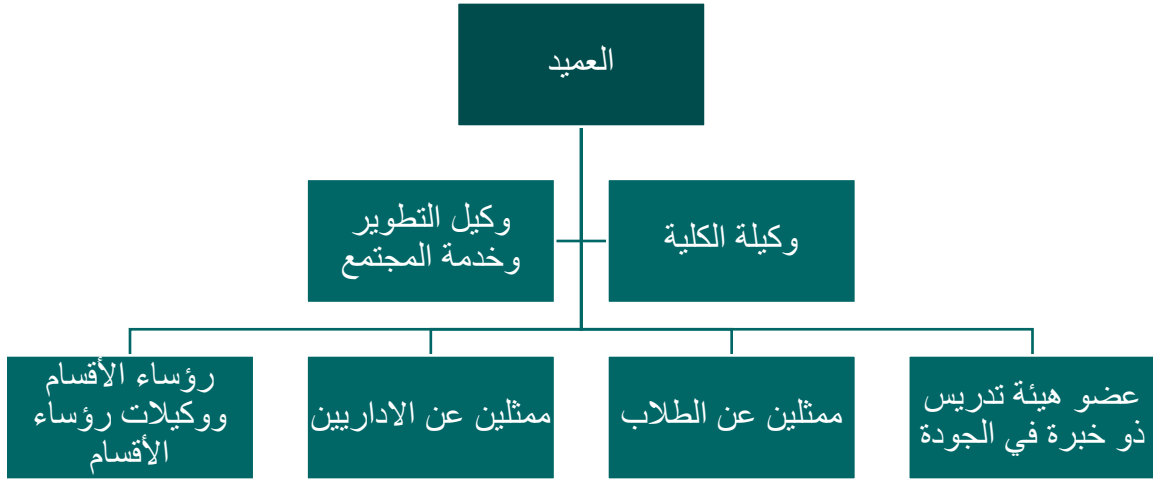 العميد
وكيلة الكلية
وكيل التطوير
وخدمة المجتمع
عضو هيئة تدريس
ذو خبرة في الجودة
ممثلين عن الطلاب
ممثلين عن الاداريين
رؤساء الأقسام
ووكيلات رؤساء
الأقسام